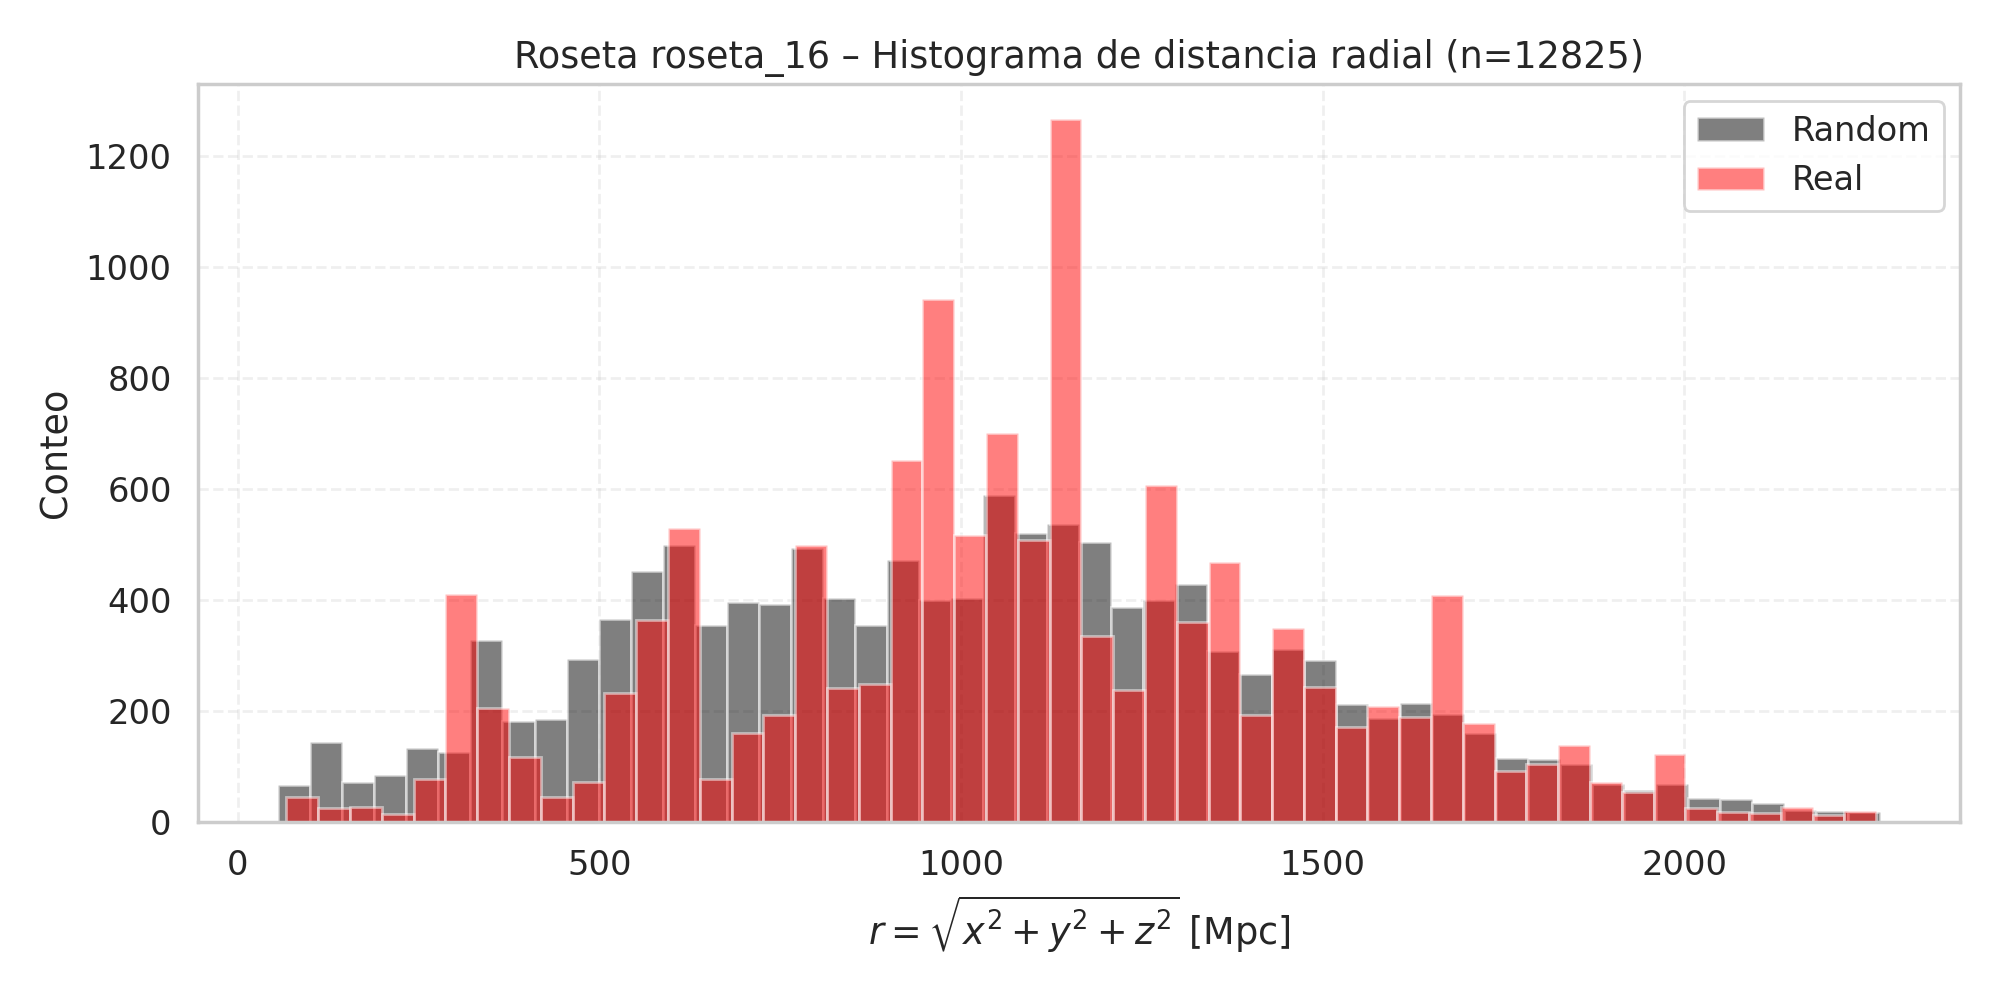 Roseta roseta_16 – Histograma de distancia radial (n=12825)
Random
Real
1200
1000
800
600
400
200
0
Conteo
0 500 1000 1500 2000
r = √x² + y² + z² [Mpc]